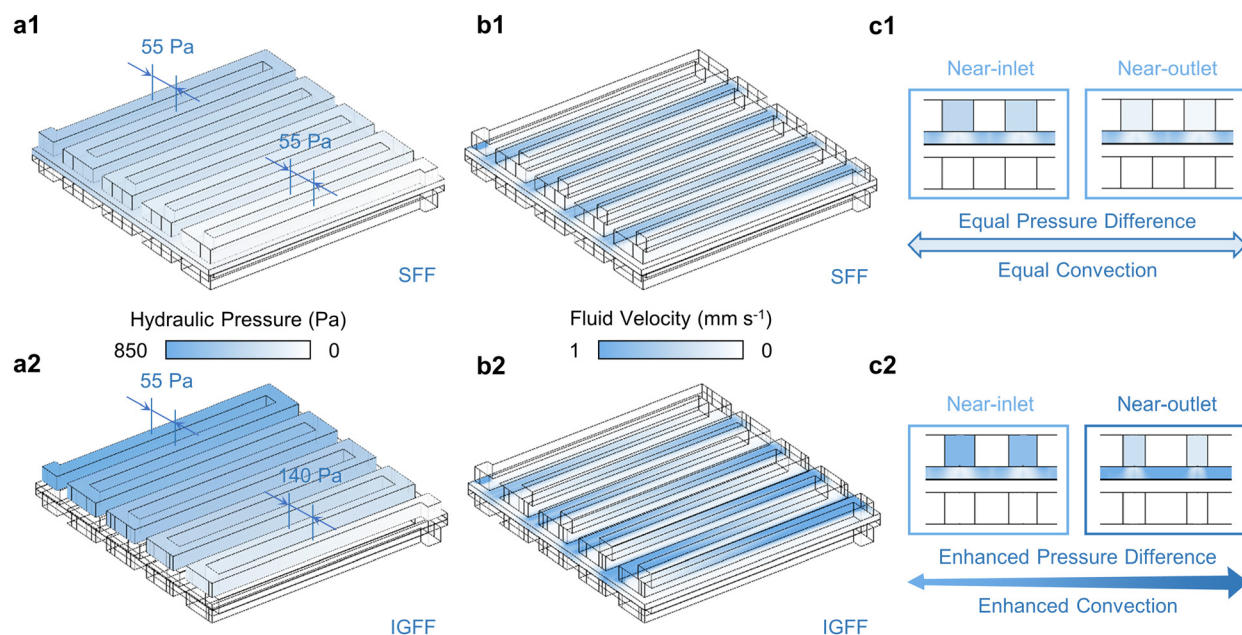 a1
55 Pa
55 Pa
SFF
b1
SFF
c1
Near-inlet
Near-outlet
Equal Pressure Difference
Equal Convection
Hydraulic Pressure (Pa)
850
0
Fluid Velocity (mm s⁻¹)
1
0
a2
55 Pa
140 Pa
IGFF
b2
IGFF
c2
Near-inlet
Near-outlet
Enhanced Pressure Difference
Enhanced Convection